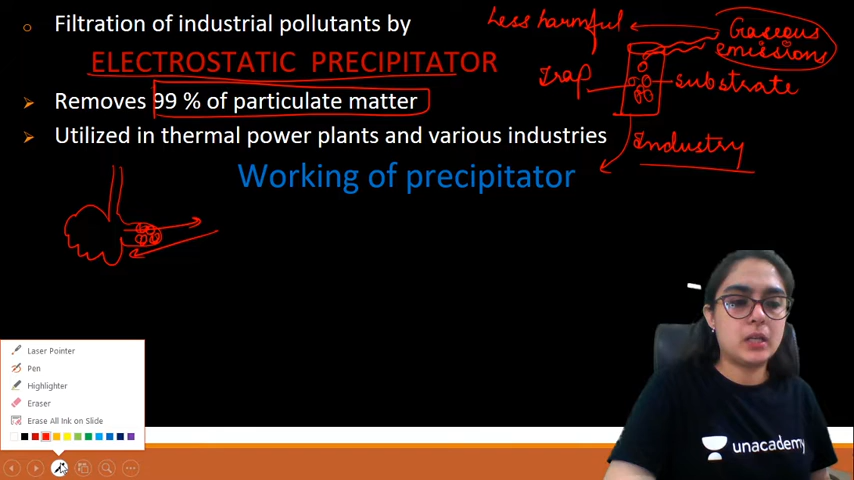 Filtration of industrial pollutants by
ELECTROSTATIC PRECIPITATOR
Removes 99 % of particulate matter
Utilized in thermal power plants and various industries
Working of precipitator
Less harmful
Gaseous
emissions
Trap
substrate
Industry
Laser Pointer
Pen
Highlighter
Eraser
Erase All Ink on Slide
unacademy